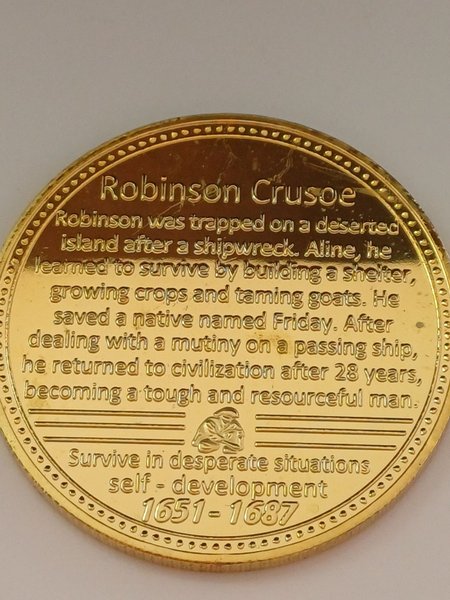 Robinson Crusoe
Robinson was trapped on a deserted
island after a shipwreck. Aline, he
learned to survive by building a shelter,
growing crops and taming goats. He
saved a native named Friday. After
dealing with a mutiny on a passing ship,
he returned to civilization after 28 years,
becoming a tough and resourceful man.
Survive in desperate situations
self - development
1651 - 1687